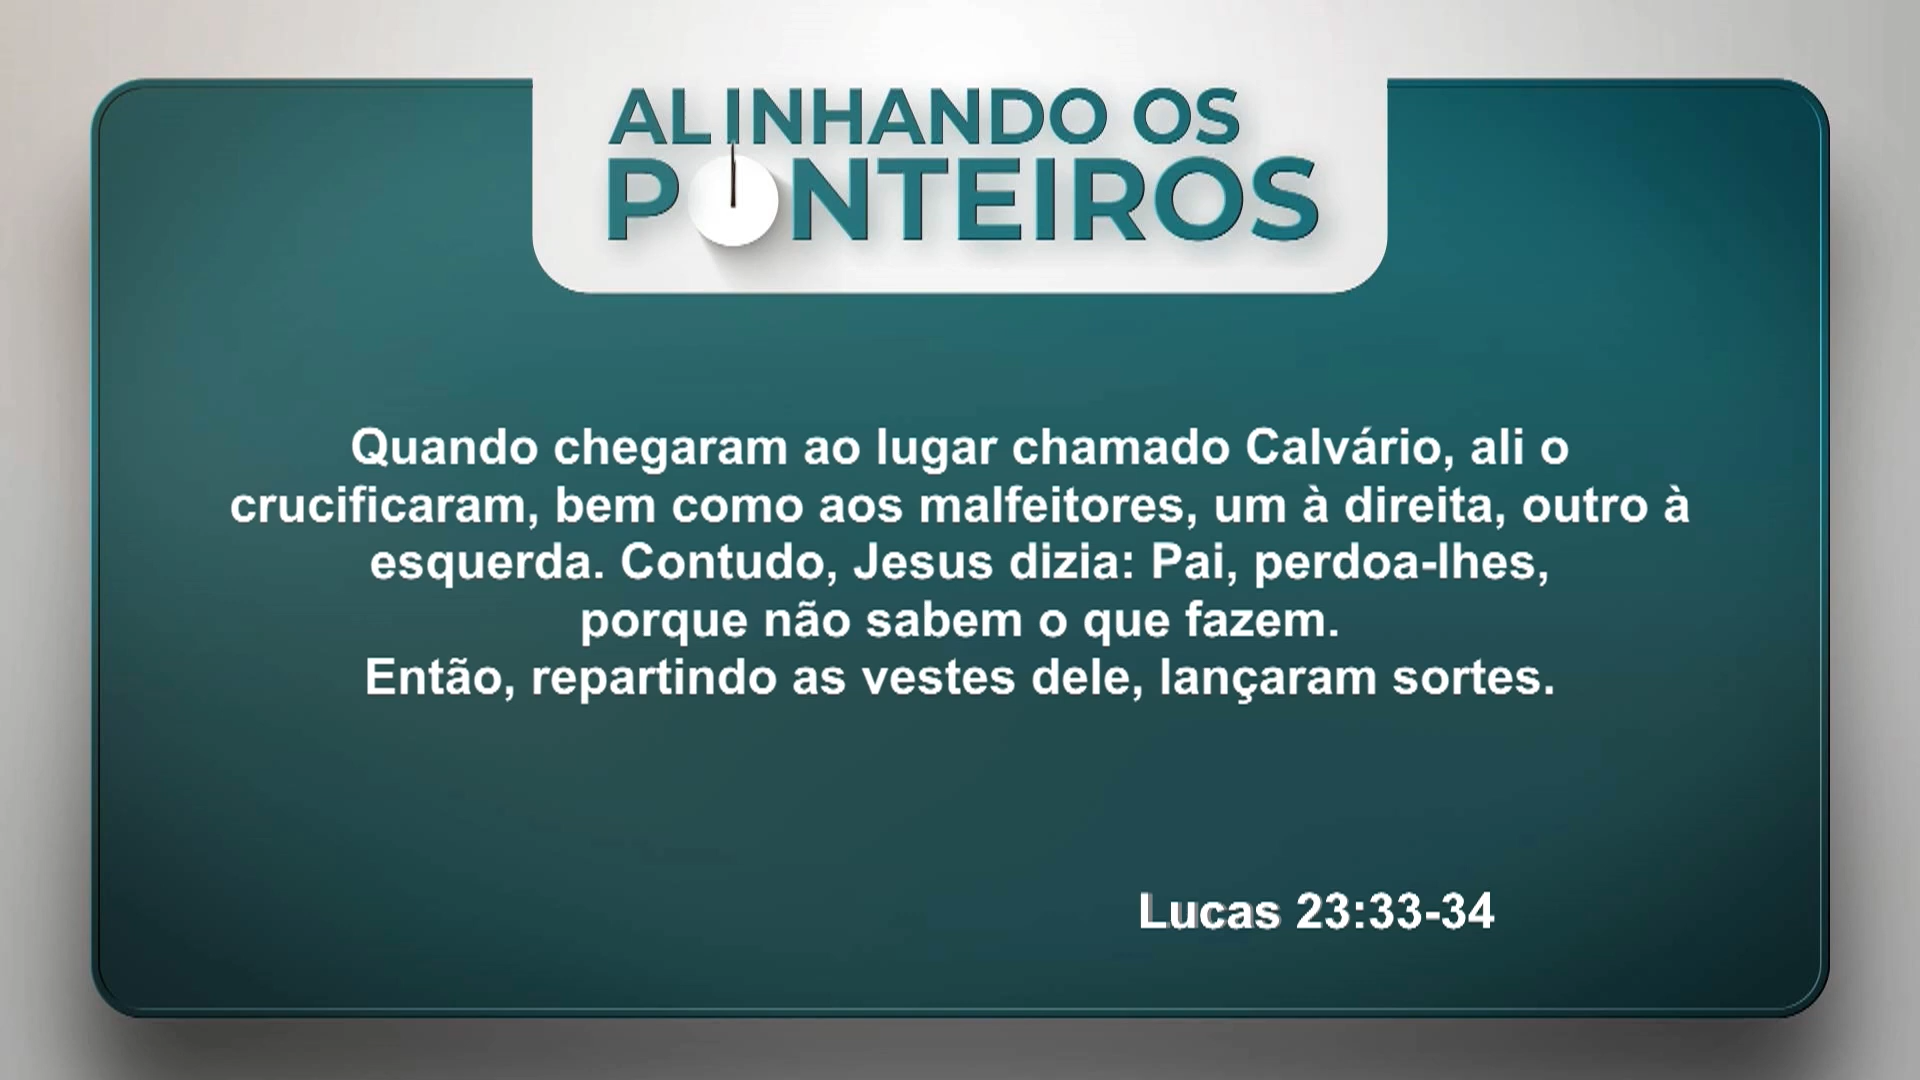 ALINHANDO OS
PONTEIROS
Quando chegaram ao lugar chamado Calvário, ali o
crucificaram, bem como aos malfeitores, um à direita, outro à
esquerda. Contudo, Jesus dizia: Pai, perdoa-lhes,
porque não sabem o que fazem.
Então, repartindo as vestes dele, lançaram sortes.
Lucas 23:33-34